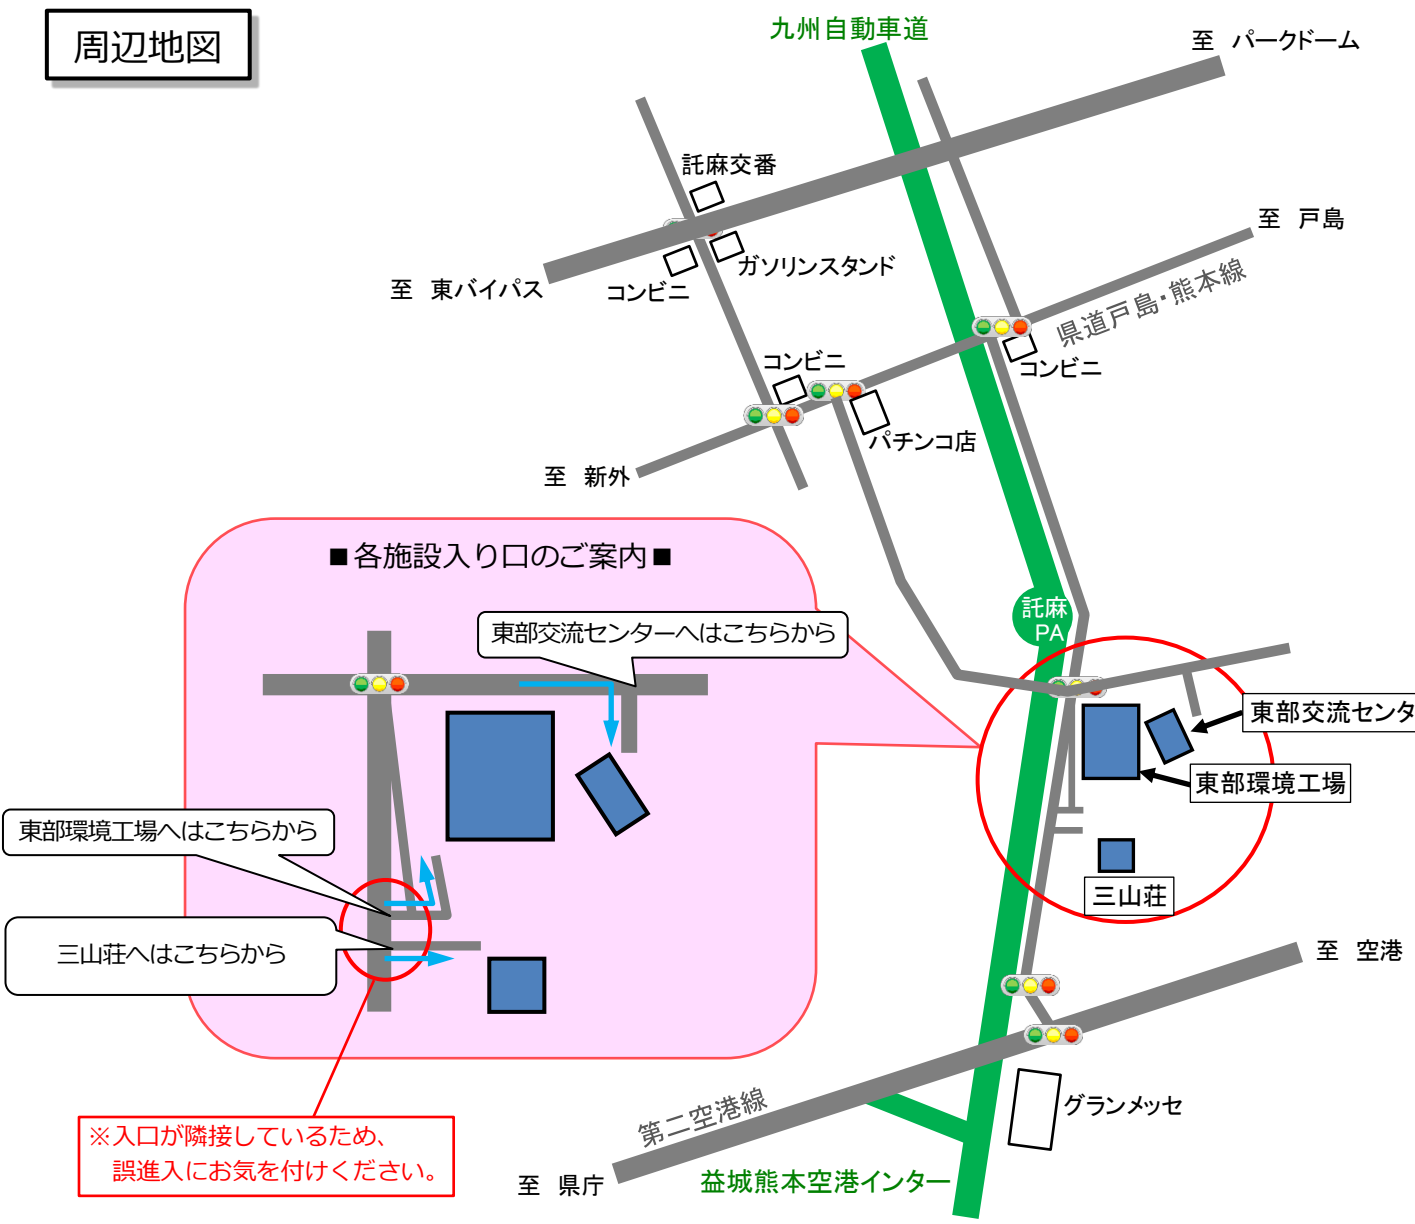 周辺地図
九州自動車道
至 パークドーム
託麻交番
至 戸島
ガソリンスタンド
至 東バイパス
コンビニ
県道戸島・熊本線
コンビニ
コンビニ
パチンコ店
至 新外
■各施設入り口のご案内■
託麻
PA
東部交流センターへはこちらから
東部交流センタ
東部環境工場
東部環境工場へはこちらから
三山荘
三山荘へはこちらから
至 空港
グランメッセ
第二空港線
※入口が隣接しているため、
誤進入にお気を付けください。
至 県庁
益城熊本空港インター